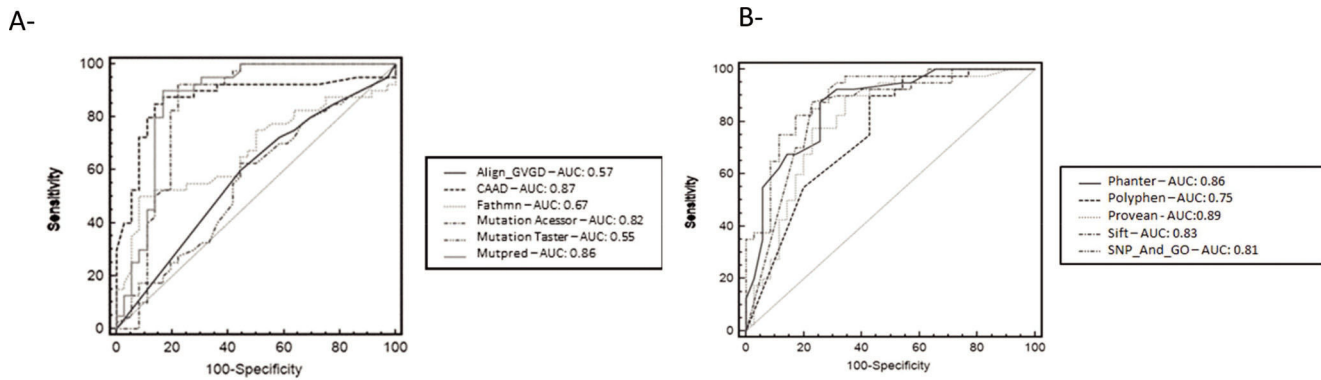 A-
B-
Sensitivity
100
80
60
40
20
0
0 20 40 60 80 100
100-Specificity
Align_GVGD – AUC: 0.57
CAAD – AUC: 0.87
Fathmn – AUC: 0.67
Mutation Acessor – AUC: 0.82
Mutation Taster – AUC: 0.55
Mutpred – AUC: 0.86
Sensitivity
100
80
60
40
20
0
0 20 40 60 80 100
100-Specificity
Phanter – AUC: 0.86
Polyphen – AUC: 0.75
Provean – AUC:0.89
Sift – AUC: 0.83
SNP_And_GO – AUC: 0.81